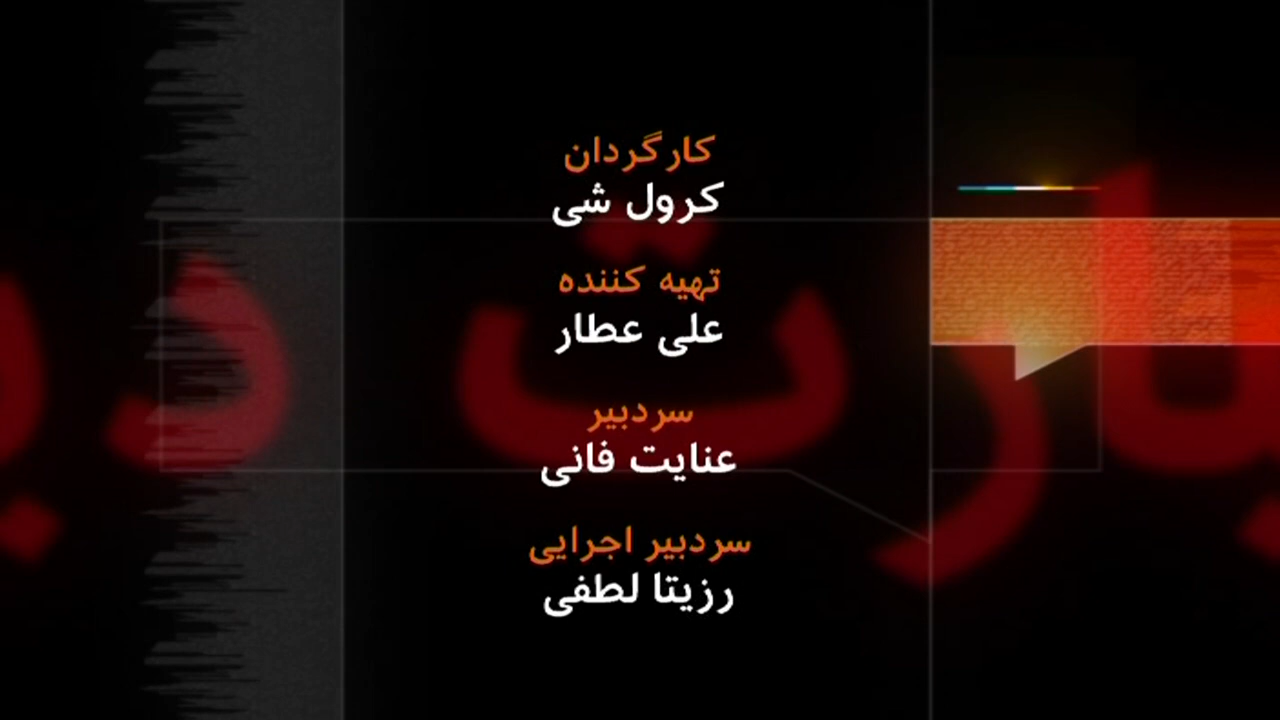 کارگردان
کرول شی
تهیه کننده
علی عطار
سردبیر
عنایت فانی
سردبیر اجرایی
رزیتا لطفی